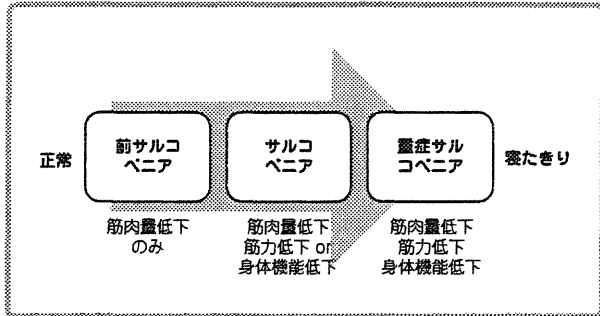 正常
前サルコ
ペニア
サルコ
ペニア
重症サル
コペニア
寝たきり
筋肉量低下
のみ
筋肉量低下
筋力低下 or
身体機能低下
筋肉量低下
筋力低下
身体機能低下